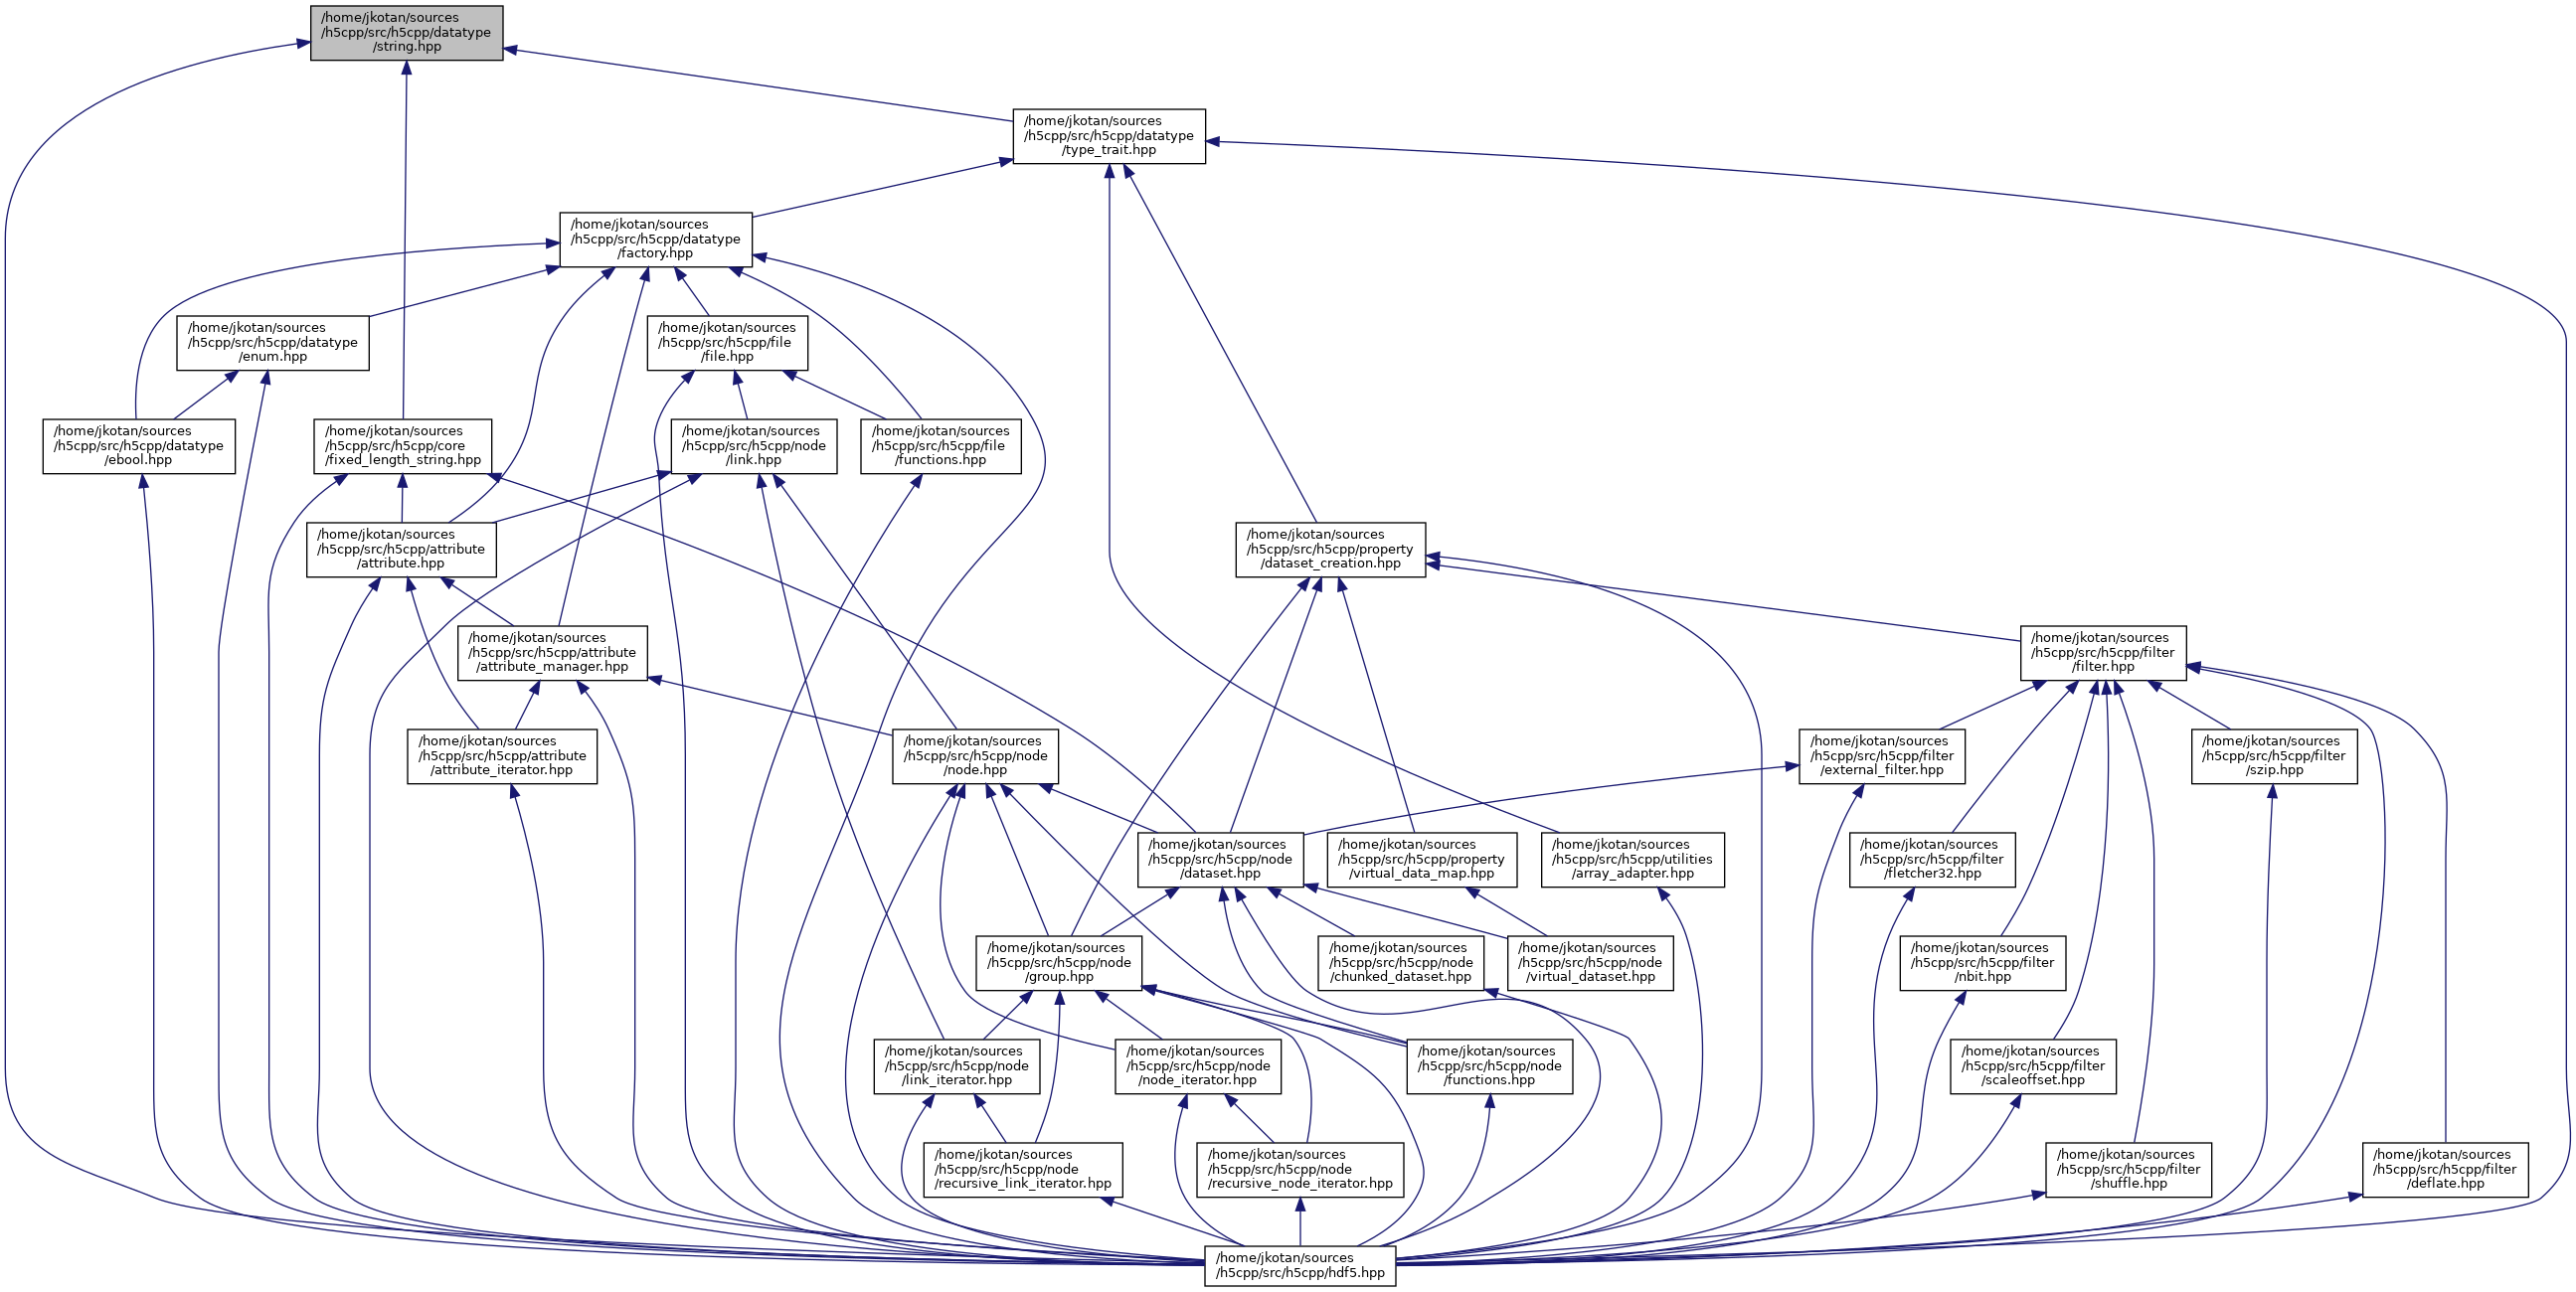 /home/jkotan/sources
/h5cpp/src/h5cpp/datatype
/string.hpp
/home/jkotan/sources
/h5cpp/src/h5cpp/datatype
/type_trait.hpp
/home/jkotan/sources
/h5cpp/src/h5cpp/datatype
/factory.hpp
/home/jkotan/sources
/h5cpp/src/h5cpp/datatype
/enum.hpp
/home/jkotan/sources
/h5cpp/src/h5cpp/file
/file.hpp
/home/jkotan/sources
/h5cpp/src/h5cpp/datatype
/ebool.hpp
/home/jkotan/sources
/h5cpp/src/h5cpp/core
/fixed_length_string.hpp
/home/jkotan/sources
/h5cpp/src/h5cpp/node
/link.hpp
/home/jkotan/sources
/h5cpp/src/h5cpp/file
/functions.hpp
/home/jkotan/sources
/h5cpp/src/h5cpp/attribute
/attribute.hpp
/home/jkotan/sources
/h5cpp/src/h5cpp/property
/dataset_creation.hpp
/home/jkotan/sources
/h5cpp/src/h5cpp/attribute
/attribute_manager.hpp
/home/jkotan/sources
/h5cpp/src/h5cpp/filter
/filter.hpp
/home/jkotan/sources
/h5cpp/src/h5cpp/attribute
/attribute_iterator.hpp
/home/jkotan/sources
/h5cpp/src/h5cpp/node
/node.hpp
/home/jkotan/sources
/h5cpp/src/h5cpp/filter
/external_filter.hpp
/home/jkotan/sources
/h5cpp/src/h5cpp/filter
/szip.hpp
/home/jkotan/sources
/h5cpp/src/h5cpp/node
/dataset.hpp
/home/jkotan/sources
/h5cpp/src/h5cpp/property
/virtual_data_map.hpp
/home/jkotan/sources
/h5cpp/src/h5cpp/utilities
/array_adapter.hpp
/home/jkotan/sources
/h5cpp/src/h5cpp/filter
/fletcher32.hpp
/home/jkotan/sources
/h5cpp/src/h5cpp/node
/group.hpp
/home/jkotan/sources
/h5cpp/src/h5cpp/node
/chunked_dataset.hpp
/home/jkotan/sources
/h5cpp/src/h5cpp/node
/virtual_dataset.hpp
/home/jkotan/sources
/h5cpp/src/h5cpp/filter
/nbit.hpp
/home/jkotan/sources
/h5cpp/src/h5cpp/node
/link_iterator.hpp
/home/jkotan/sources
/h5cpp/src/h5cpp/node
/node_iterator.hpp
/home/jkotan/sources
/h5cpp/src/h5cpp/node
/functions.hpp
/home/jkotan/sources
/h5cpp/src/h5cpp/filter
/scaleoffset.hpp
/home/jkotan/sources
/h5cpp/src/h5cpp/node
/recursive_link_iterator.hpp
/home/jkotan/sources
/h5cpp/src/h5cpp/node
/recursive_node_iterator.hpp
/home/jkotan/sources
/h5cpp/src/h5cpp/filter
/shuffle.hpp
/home/jkotan/sources
/h5cpp/src/h5cpp/filter
/deflate.hpp
/home/jkotan/sources
/h5cpp/src/h5cpp/hdf5.hpp